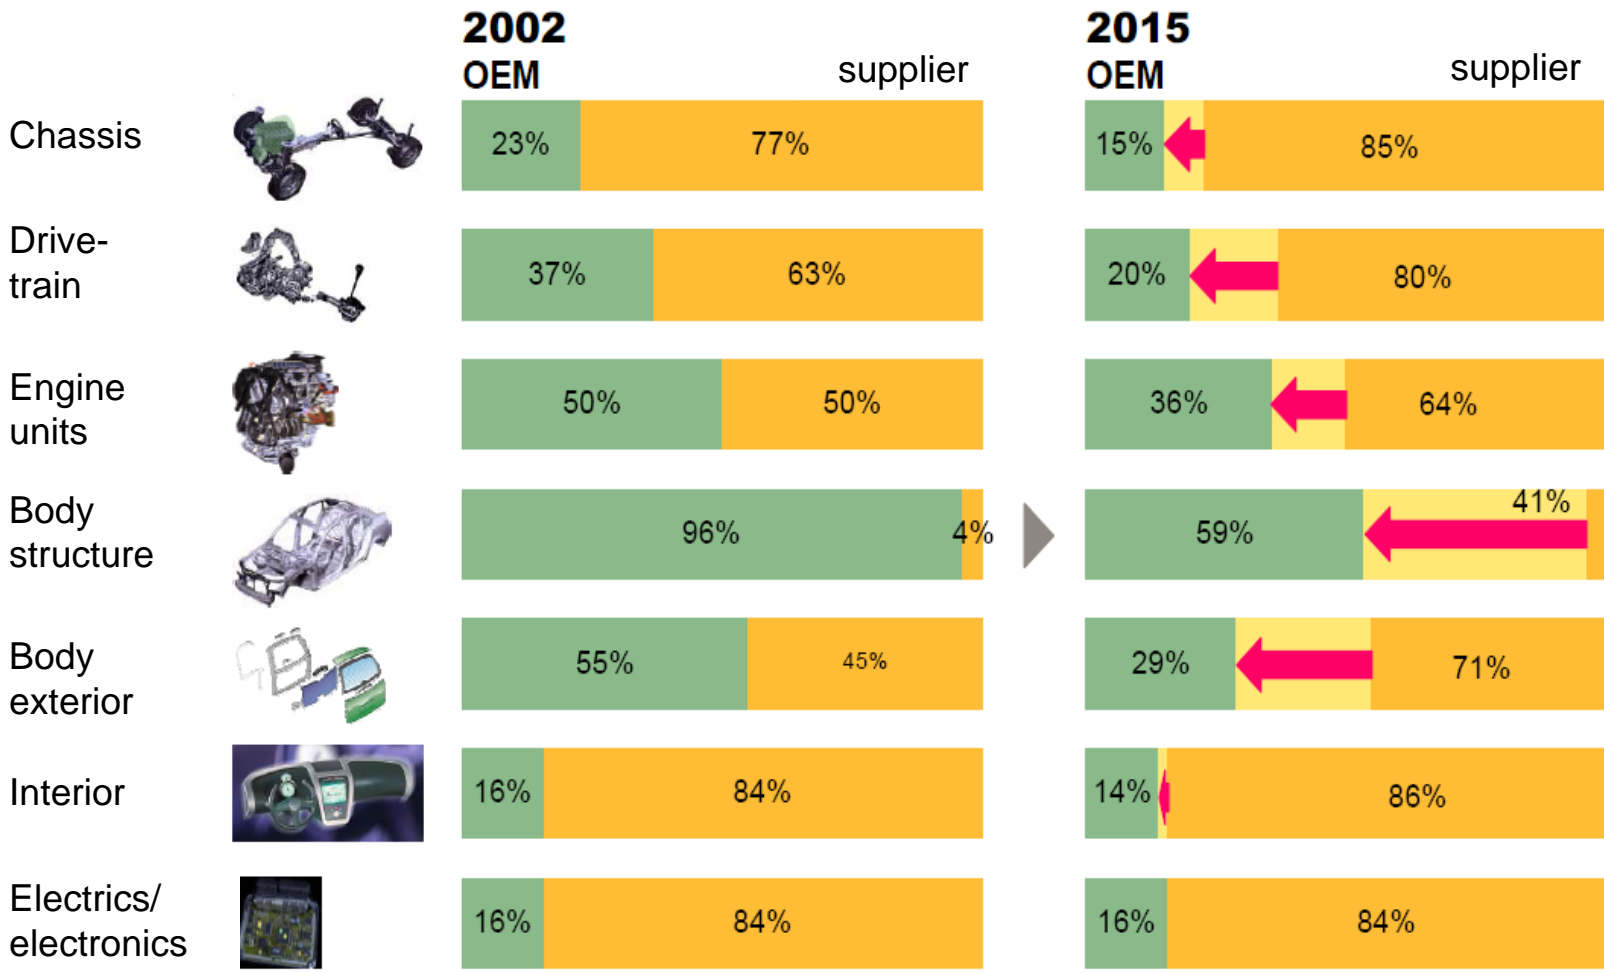 2002
OEM supplier
2015
OEM supplier
Chassis
23% 77% 15% 85%
Drive-
train
37% 63% 20% 80%
Engine
units
50% 50% 36% 64%
Body
structure
96% 4% 59% 41%
Body
exterior
55% 45% 29% 71%
Interior
16% 84% 14% 86%
Electrics/
electronics
16% 84% 16% 84%